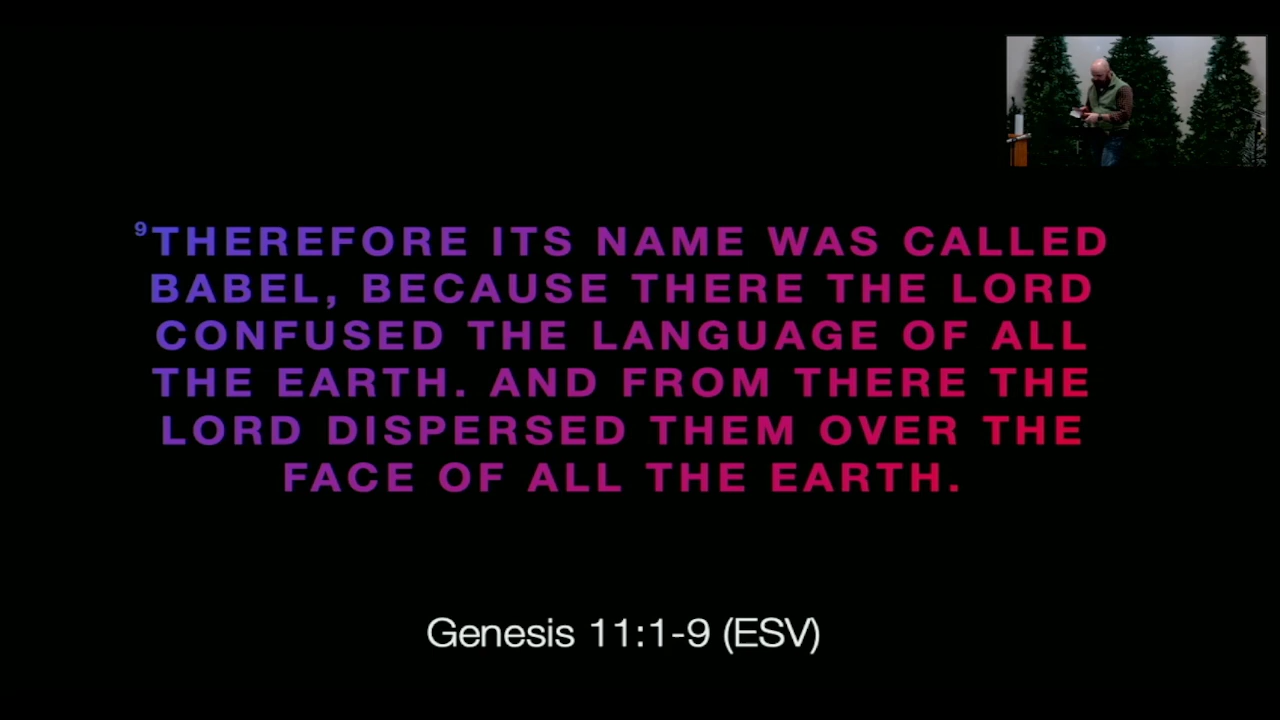 ⁹THEREFORE ITS NAME WAS CALLED
BABEL, BECAUSE THERE THE LORD
CONFUSED THE LANGUAGE OF ALL
THE EARTH. AND FROM THERE THE
LORD DISPERSED THEM OVER THE
FACE OF ALL THE EARTH.
Genesis 11:1-9 (ESV)